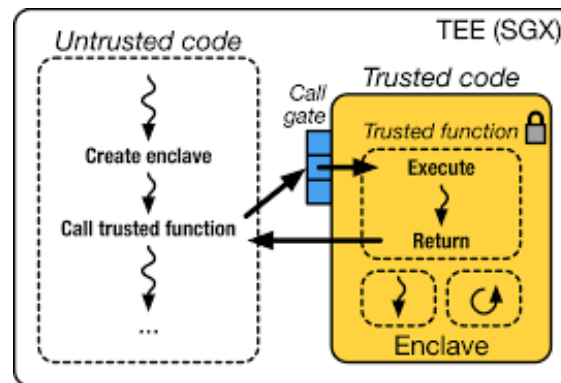 TEE (SGX)
Untrusted code
Create enclave
Call trusted function
...
Call
gate
Trusted code
Trusted function
Execute
Return
Enclave